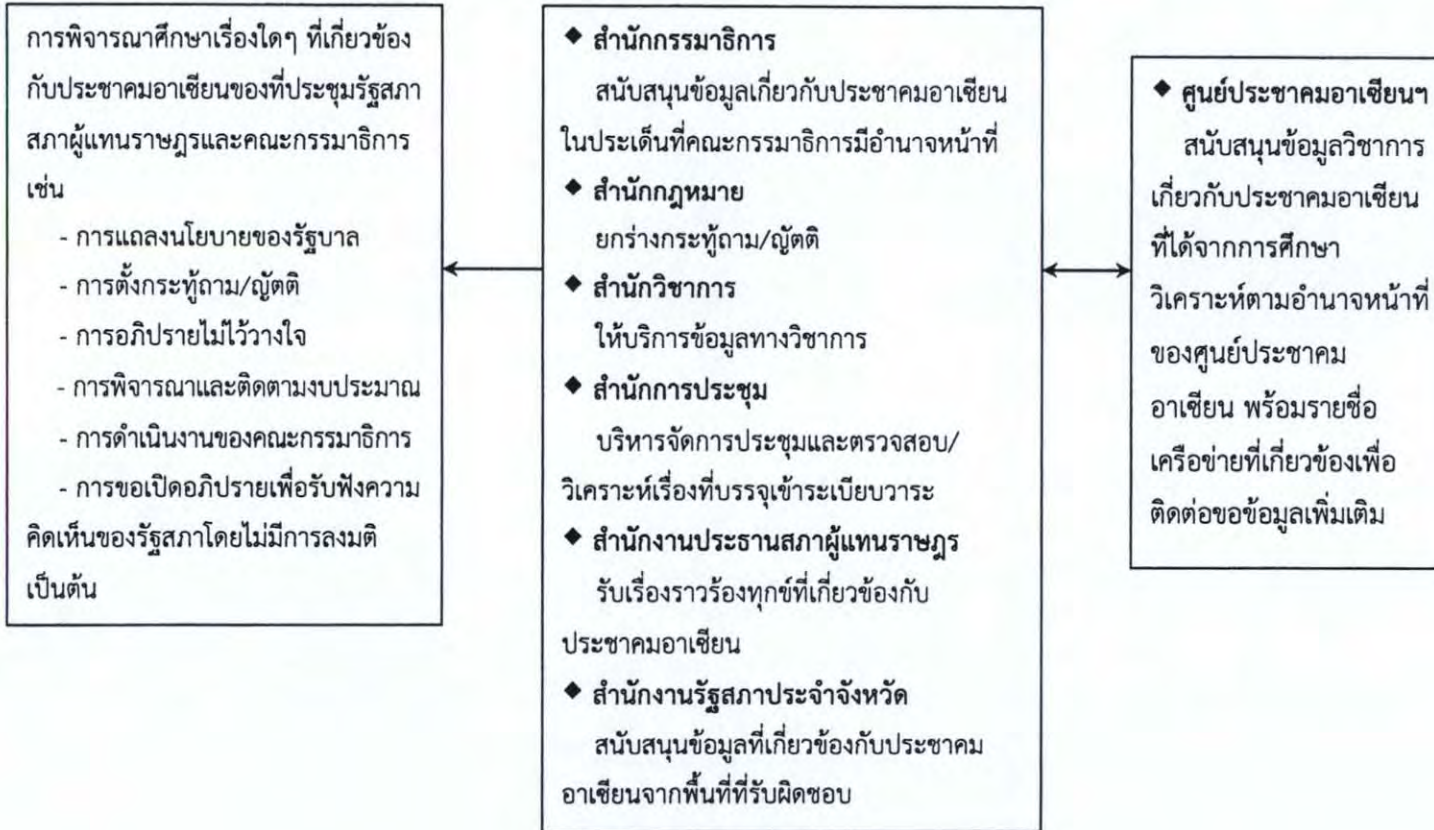 การพิจารณาศึกษาเรื่องใดๆ ที่เกี่ยวข้อง
กับประชาคมอาเซียนของที่ประชุมรัฐสภา
สภาผู้แทนราษฎรและคณะกรรมาธิการ
เช่น
- การแถลงนโยบายของรัฐบาล
- การตั้งกระทู้ถาม/ญัตติ
- การอภิปรายไม่ไว้วางใจ
- การพิจารณาและติดตามงบประมาณ
- การดำเนินงานของคณะกรรมาธิการ
- การขอเปิดอภิปรายเพื่อรับฟังความ
คิดเห็นของรัฐสภาโดยไม่มีการลงมติ
เป็นต้น
◆ สำนักกรรมาธิการ
สนับสนุนข้อมูลเกี่ยวกับประชาคมอาเซียน
ในประเด็นที่คณะกรรมาธิการมีอำนาจหน้าที่
◆ สำนักกฎหมาย
ยกร่างกระทู้ถาม/ญัตติ
◆ สำนักวิชาการ
ให้บริการข้อมูลทางวิชาการ
◆ สำนักการประชุม
บริหารจัดการประชุมและตรวจสอบ/
วิเคราะห์เรื่องที่บรรจุเข้าระเบียบวาระ
◆ สำนักงานประธานสภาผู้แทนราษฎร
รับเรื่องราวร้องทุกข์ที่เกี่ยวข้องกับ
ประชาคมอาเซียน
◆ สำนักงานรัฐสภาประจำจังหวัด
สนับสนุนข้อมูลที่เกี่ยวข้องกับประชาคม
อาเซียนจากพื้นที่ที่รับผิดชอบ
◆ ศูนย์ประชาคมอาเซียนฯ
สนับสนุนข้อมูลวิชาการ
เกี่ยวกับประชาคมอาเซียน
ที่ได้จากการศึกษา
วิเคราะห์ตามอำนาจหน้าที่
ของศูนย์ประชาคม
อาเซียน พร้อมรายชื่อ
เครือข่ายที่เกี่ยวข้องเพื่อ
ติดต่อขอข้อมูลเพิ่มเติม